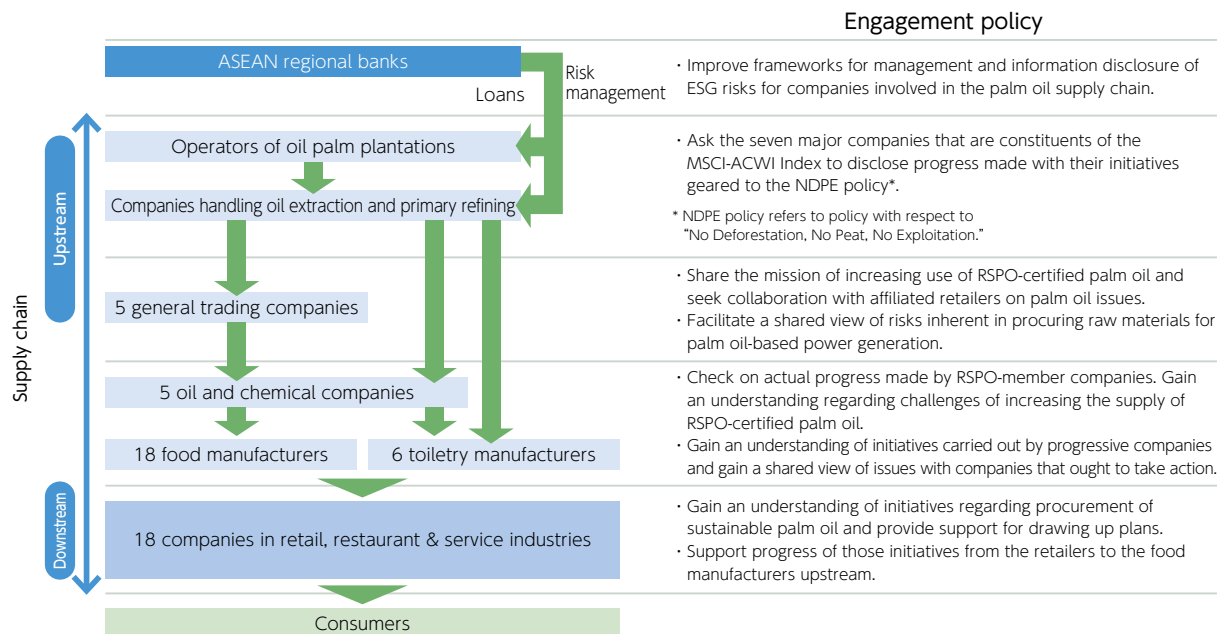 Engagement policy
ASEAN regional banks
Loans
Risk
management
・Improve frameworks for management and information disclosure of
ESG risks for companies involved in the palm oil supply chain.
Supply chain
Upstream
Operators of oil palm plantations
Companies handling oil extraction and primary refining
・Ask the seven major companies that are constituents of the
MSCI-ACWI Index to disclose progress made with their initiatives
geared to the NDPE policy*.
* NDPE policy refers to policy with respect to
“No Deforestation, No Peat, No Exploitation.”
5 general trading companies
・Share the mission of increasing use of RSPO-certified palm oil and
seek collaboration with affiliated retailers on palm oil issues.
・Facilitate a shared view of risks inherent in procuring raw materials for
palm oil-based power generation.
5 oil and chemical companies
18 food manufacturers
6 toiletry manufacturers
・Check on actual progress made by RSPO-member companies. Gain
an understanding regarding challenges of increasing the supply of
RSPO-certified palm oil.
・Gain an understanding of initiatives carried out by progressive companies
and gain a shared view of issues with companies that ought to take action.
Downstream
18 companies in retail, restaurant & service industries
・Gain an understanding of initiatives regarding procurement of
sustainable palm oil and provide support for drawing up plans.
・Support progress of those initiatives from the retailers to the food
manufacturers upstream.
Consumers